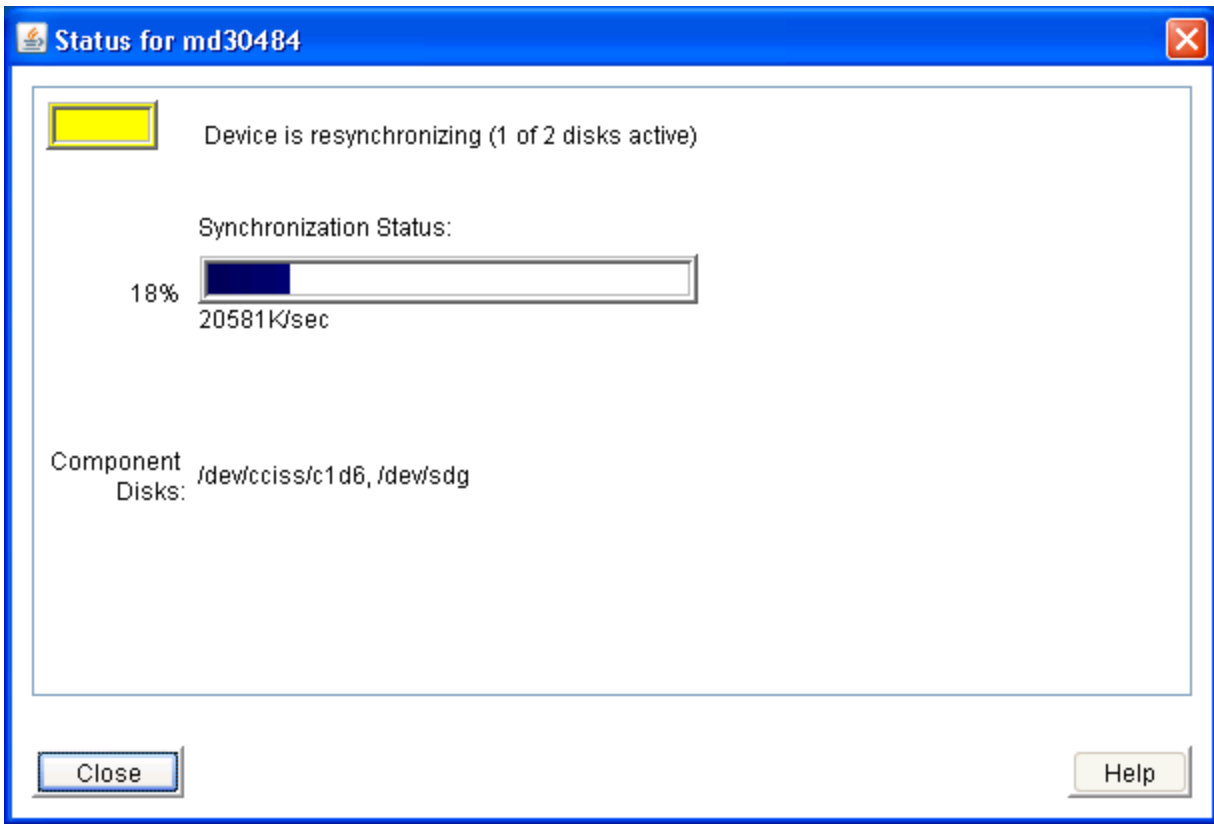 Status for md30484
Device is resynchronizing (1 of 2 disks active)
Synchronization Status:
18%
20581K/sec
Component
Disks:
/dev/cciss/c1d6, /dev/sdg
Close
Help